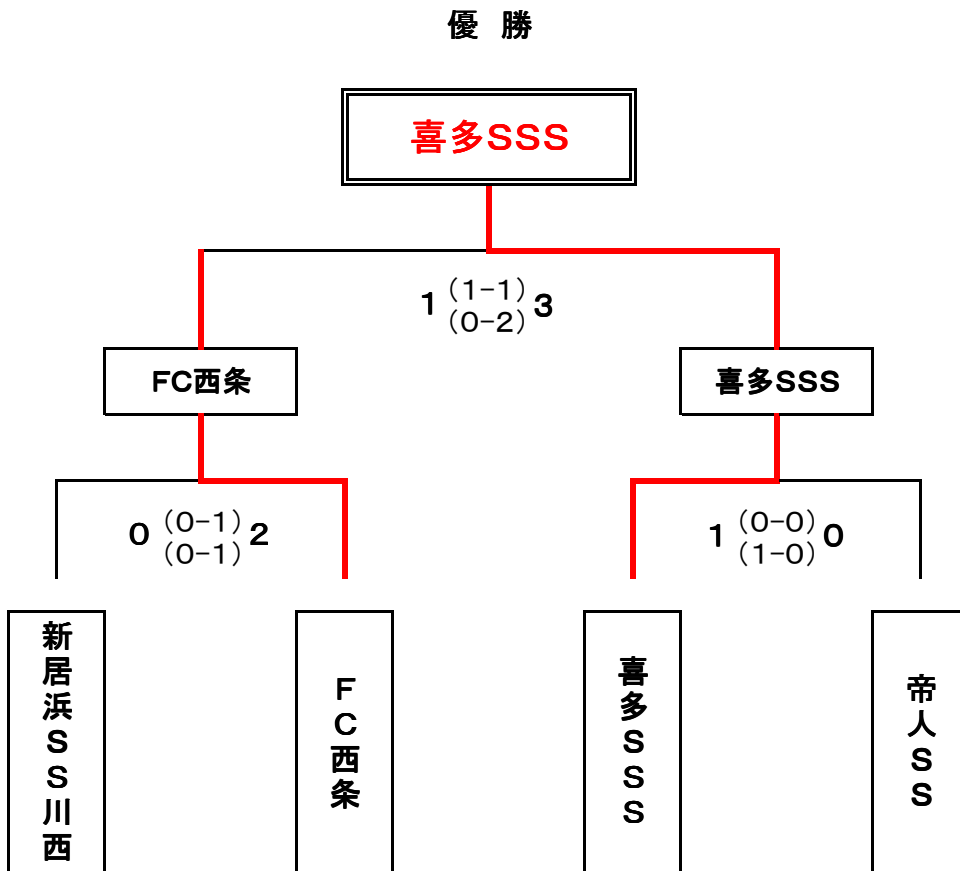 優 勝
喜多SSS
1 (1-1) 3
(0-2)
FC西条
喜多SSS
0 (0-1) 2
(0-1)
1 (0-0) 0
(1-0)
新居浜SS川西
FC西条
喜多SSS
帝人SS